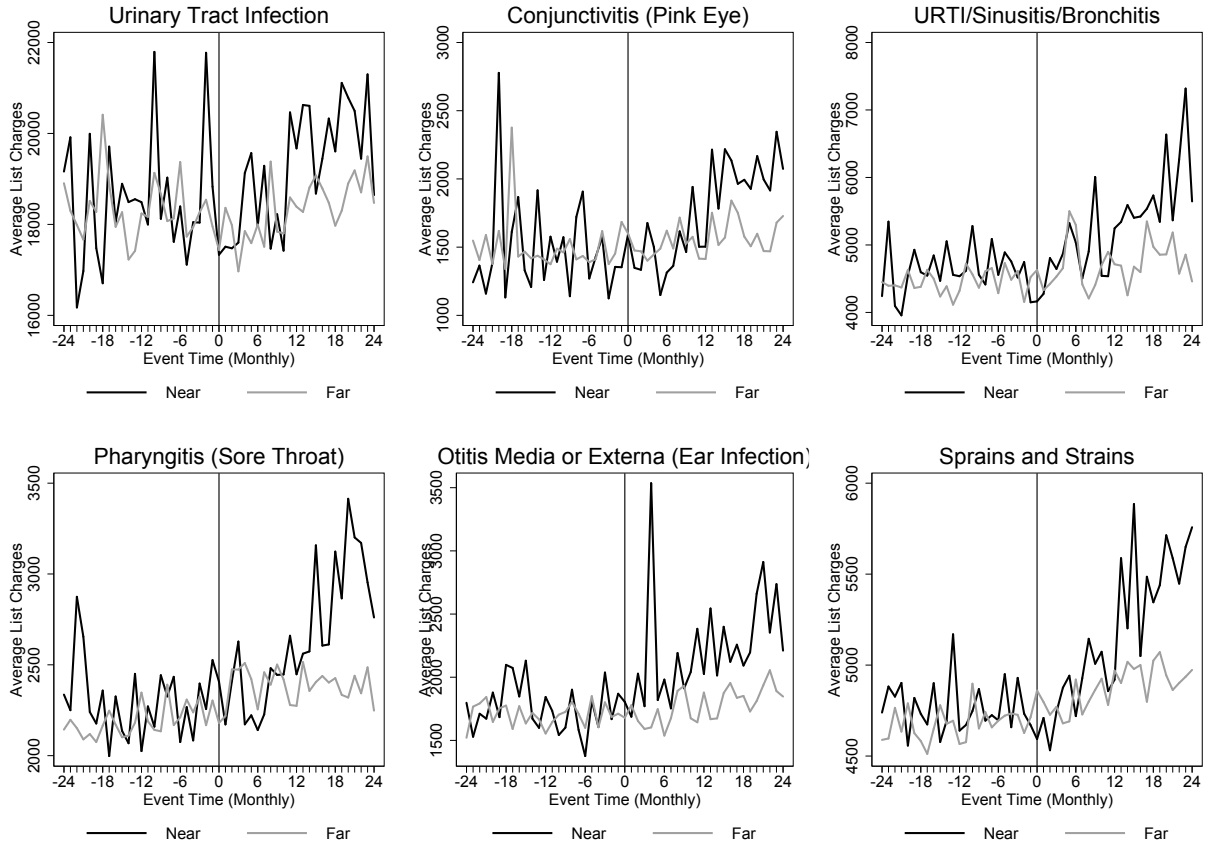 Urinary Tract Infection
Average List Charges
22000
20000
18000
16000
-24 -18 -12 -6 0 6 12 18 24
Event Time (Monthly)
Near Far
Conjunctivitis (Pink Eye)
Average List Charges
3000
2500
2000
1500
1000
-24 -18 -12 -6 0 6 12 18 24
Event Time (Monthly)
Near Far
URTI/Sinusitis/Bronchitis
Average List Charges
8000
7000
6000
5000
4000
-24 -18 -12 -6 0 6 12 18 24
Event Time (Monthly)
Near Far
Pharyngitis (Sore Throat)
Average List Charges
3500
3000
2500
2000
-24 -18 -12 -6 0 6 12 18 24
Event Time (Monthly)
Near Far
Otitis Media or Externa (Ear Infection)
Average List Charges
3500
3000
2500
2000
1500
-24 -18 -12 -6 0 6 12 18 24
Event Time (Monthly)
Near Far
Sprains and Strains
Average List Charges
6000
5500
5000
4500
-24 -18 -12 -6 0 6 12 18 24
Event Time (Monthly)
Near Far